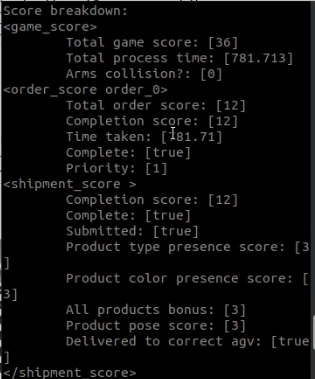 Score breakdown:
<game_score>
Total game score: [36]
Total process time: [781.713]
Arms collision?: [0]
<order_score order_0>
Total order score: [12]
Completion score: [12]
Time taken: [781.71]
Complete: [true]
Priority: [1]
<shipment_score >
Completion score: [12]
Complete: [true]
Submitted: [true]
Product type presence score: [3
]
Product color presence score: [
3]
All products bonus: [3]
Product pose score: [3]
Delivered to correct agv: [true
]
</shipment_score>